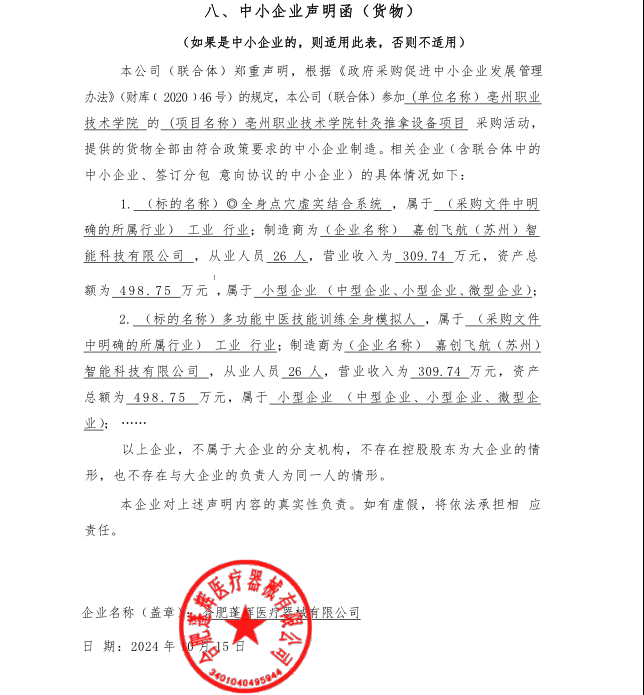 八、中小企业声明函（货物）
（如果是中小企业的，则适用此表，否则不适用）
本公司（联合体）郑重声明，根据《政府采购促进中小企业发展管理
办法》（财库﹝2020﹞46 号）的规定，本公司（联合体）参加 (单位名称）亳州职业
技术学院 的 (项目名称）亳州职业技术学院针灸推拿设备项目 采购活动，
提供的货物全部由符合政策要求的中小企业制造。相关企业（含联合体中的
中小企业、签订分包 意向协议的中小企业）的具体情况如下：
1. （标的名称）◎全身点穴虚实结合系统 ，属于 （采购文件中明
确的所属行业） 工业 行业；制造商为（企业名称） 嘉创飞航（苏州）智
能科技有限公司 ，从业人员 26 人，营业收入为 309.74 万元，资产总
额为 498.75 万元 1，属于 小型企业 （中型企业、小型企业、微型企业）；
2. （标的名称）多功能中医技能训练全身模拟人 ，属于 （采购文件
中明确的所属行业） 工业 行业；制造商为（企业名称） 嘉创飞航（苏州）
智能科技有限公司 ，从业人员 26 人，营业收入为 309.74 万元，资产
总额为 498.75 万元，属于 小型企业 （中型企业、小型企业、微型企
业）；……
以上企业，不属于大企业的分支机构，不存在控股股东为大企业的情
形，也不存在与大企业的负责人为同一人的情形。
本企业对上述声明内容的真实性负责。如有虚假，将依法承担相 应
责任。
企业名称（盖章）：合肥蓬辉医疗器械有限公司
日 期：2024 年 10 月 15 日
合肥蓬辉医疗器械有限公司
3401040495944